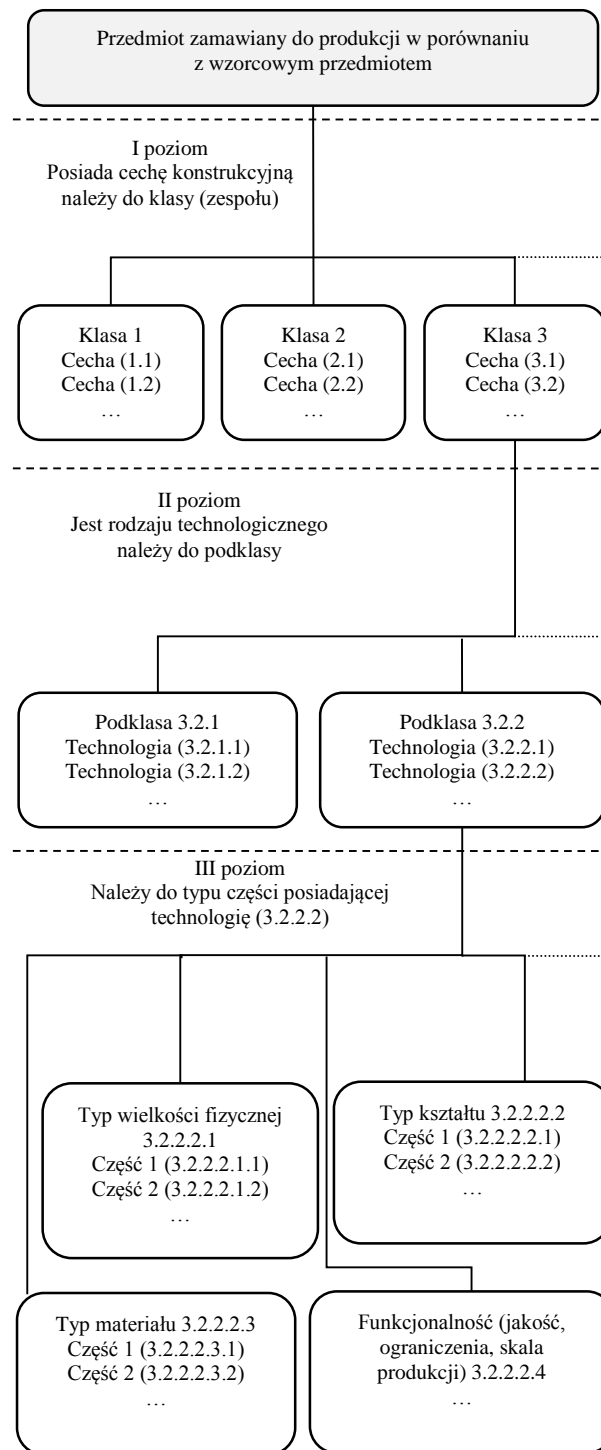 Przedmiot zamawiany do produkcji w porównaniu
z wzorcowym przedmiotem
I poziom
Posiada cechę konstrukcyjną
należy do klasy (zespołu)
Klasa 1
Cecha (1.1)
Cecha (1.2)
…
Klasa 2
Cecha (2.1)
Cecha (2.2)
…
Klasa 3
Cecha (3.1)
Cecha (3.2)
…
II poziom
Jest rodzaju technologicznego
należy do podklasy
Podklasa 3.2.1
Technologia (3.2.1.1)
Technologia (3.2.1.2)
…
Podklasa 3.2.2
Technologia (3.2.2.1)
Technologia (3.2.2.2)
…
III poziom
Należy do typu części posiadającej
technologię (3.2.2.2)
Typ wielkości fizycznej
3.2.2.2.1
Część 1 (3.2.2.2.1.1)
Część 2 (3.2.2.2.1.2)
…
Typ kształtu 3.2.2.2.2
Część 1 (3.2.2.2.2.1)
Część 2 (3.2.2.2.2.2)
…
Typ materiału 3.2.2.2.3
Część 1 (3.2.2.2.3.1)
Część 2 (3.2.2.2.3.2)
…
Funkcjonalność (jakość,
ograniczenia, skala
produkcji) 3.2.2.2.4
…